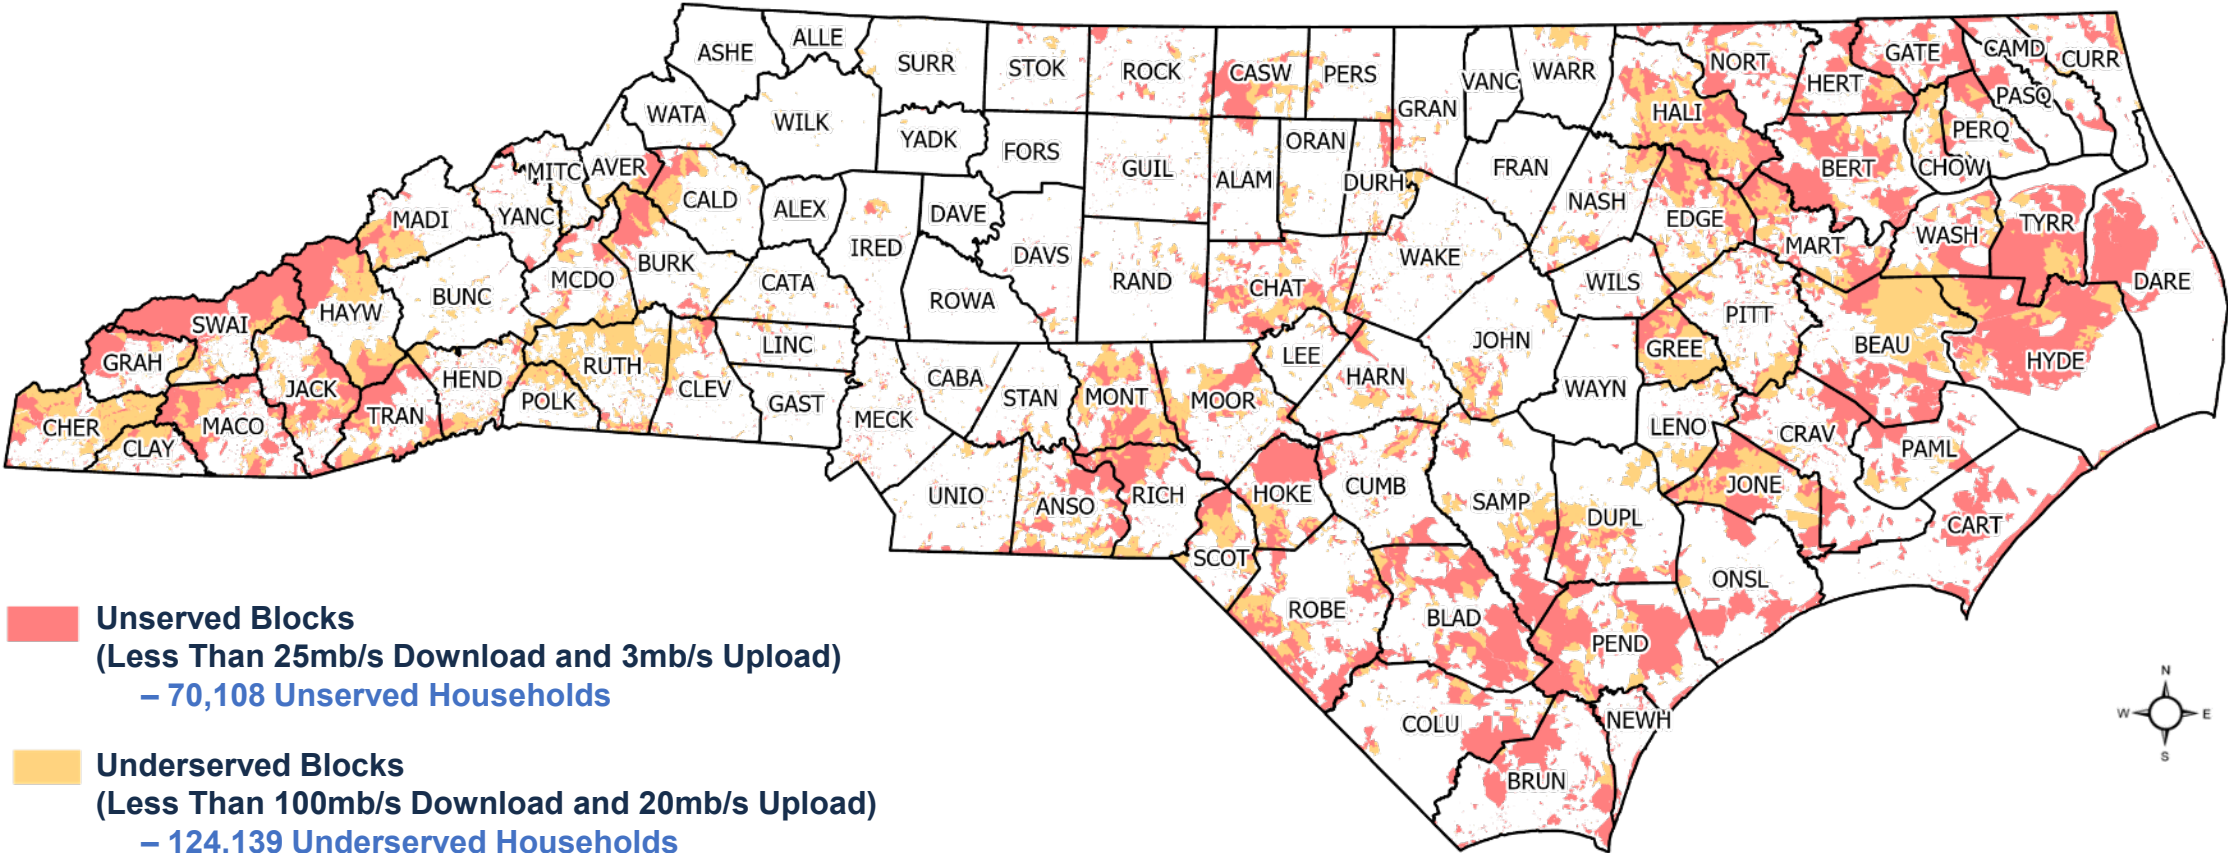 ASHE
ALLE
SURR
STOK
ROCK
CASW
PERS
GRAN
VANC
WARR
NORT
HERT
GATE
CAMD
CURR
WATA
WILK
YADK
FORS
GUIL
ALAM
ORAN
DURH
FRAN
HALI
NASH
BERT
CHOW
PERQ
PASQ
MITC
AVER
CALD
ALEX
IRED
DAVE
DAVS
RAND
CHAT
WAKE
EDGE
MART
WASH
TYRR
DARE
MADI
YANC
MCDO
BURK
CATA
ROWA
WILS
PITT
BEAU
HYDE
SWAI
HAYW
BUNC
RUTH
LINC
LEE
JOHN
GREE
GRAH
JACK
HEND
POLK
CLEV
GAST
CABA
STAN
MONT
MOOR
HARN
WAYN
LENO
CRAV
PAML
CHER
CLAY
MACO
TRAN
MECK
UNIO
ANSO
RICH
HOKE
CUMB
SAMP
DUPL
JONE
CART
SCOT
ROBE
BLAD
PEND
ONSL
COLU
BRUN
NEWH
Unserved Blocks
(Less Than 25mb/s Download and 3mb/s Upload)
– 70,108 Unserved Households
Underserved Blocks
(Less Than 100mb/s Download and 20mb/s Upload)
– 124,139 Underserved Households
N
W E
S